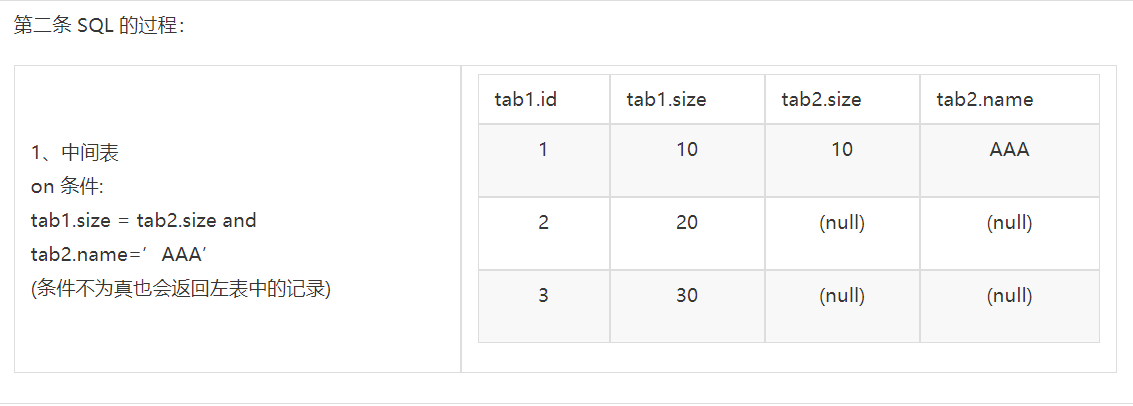 第二条 SQL 的过程：
1、中间表
on 条件:
tab1.size = tab2.size and
tab2.name=’AAA’
(条件不为真也会返回左表中的记录)
tab1.id tab1.size tab2.size tab2.name
1 10 10 AAA
2 20 (null) (null)
3 30 (null) (null)